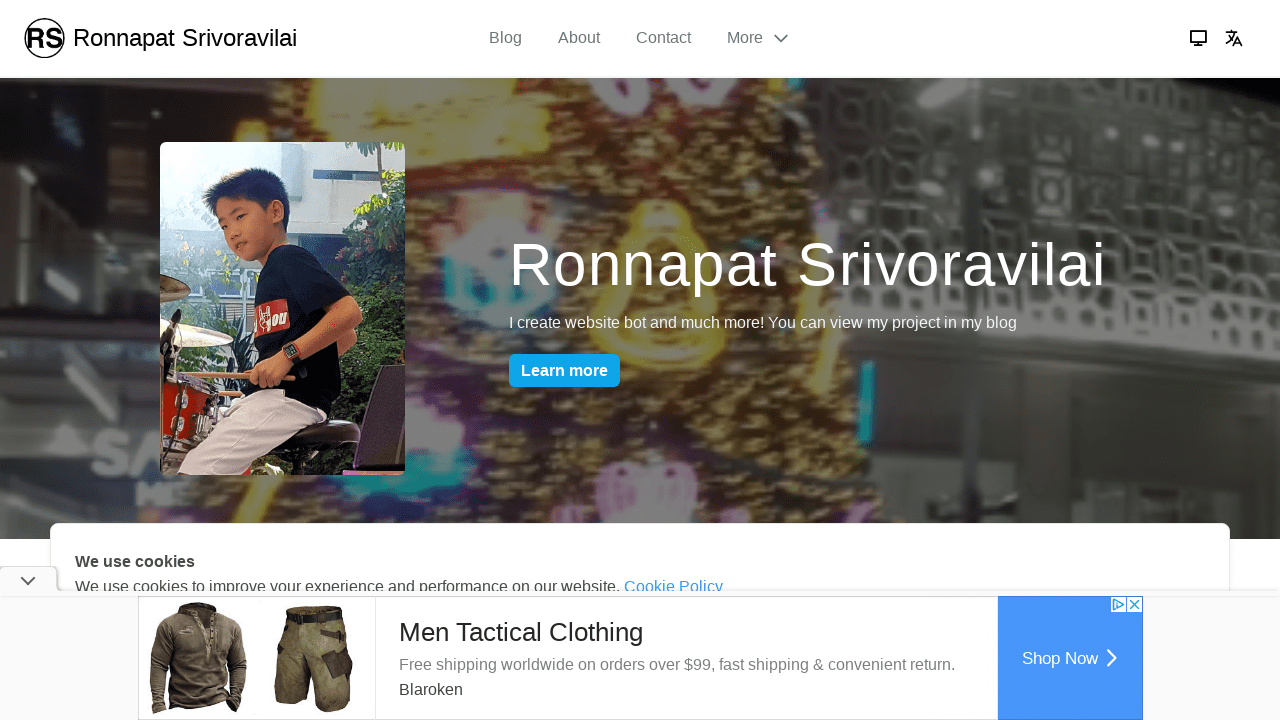 RS Ronnapat Srivoravilai
Blog About Contact More
Ronnapat Srivoravilai
I create website bot and much more! You can view my project in my blog
Learn more
We use cookies
We use cookies to improve your experience and performance on our website. Cookie Policy
Men Tactical Clothing
Free shipping worldwide on orders over $99, fast shipping & convenient return.
Blaroken
Shop Now